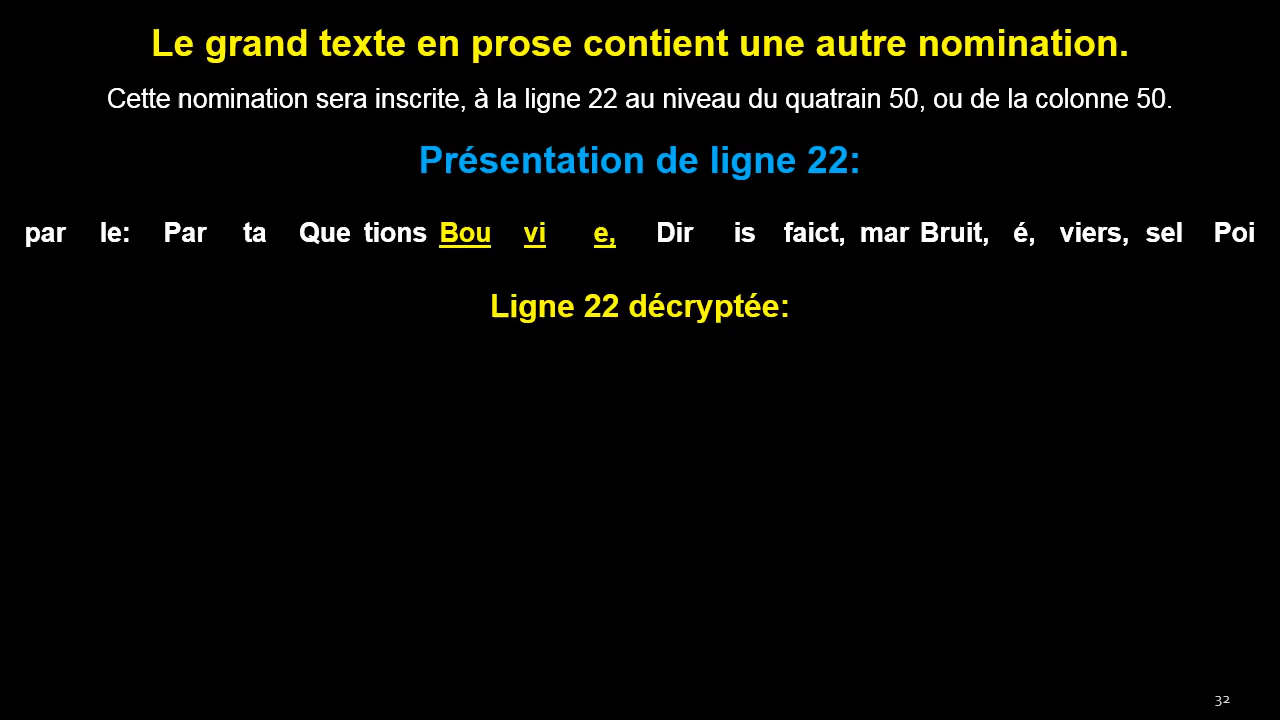 Le grand texte en prose contient une autre nomination.
Cette nomination sera inscrite, à la ligne 22 au niveau du quatrain 50, ou de la colonne 50.
Présentation de ligne 22:
par le: Par ta Que tions Bou vi e, Dir is faict, mar Bruit, é, viers, sel Poi
Ligne 22 décryptée:
32